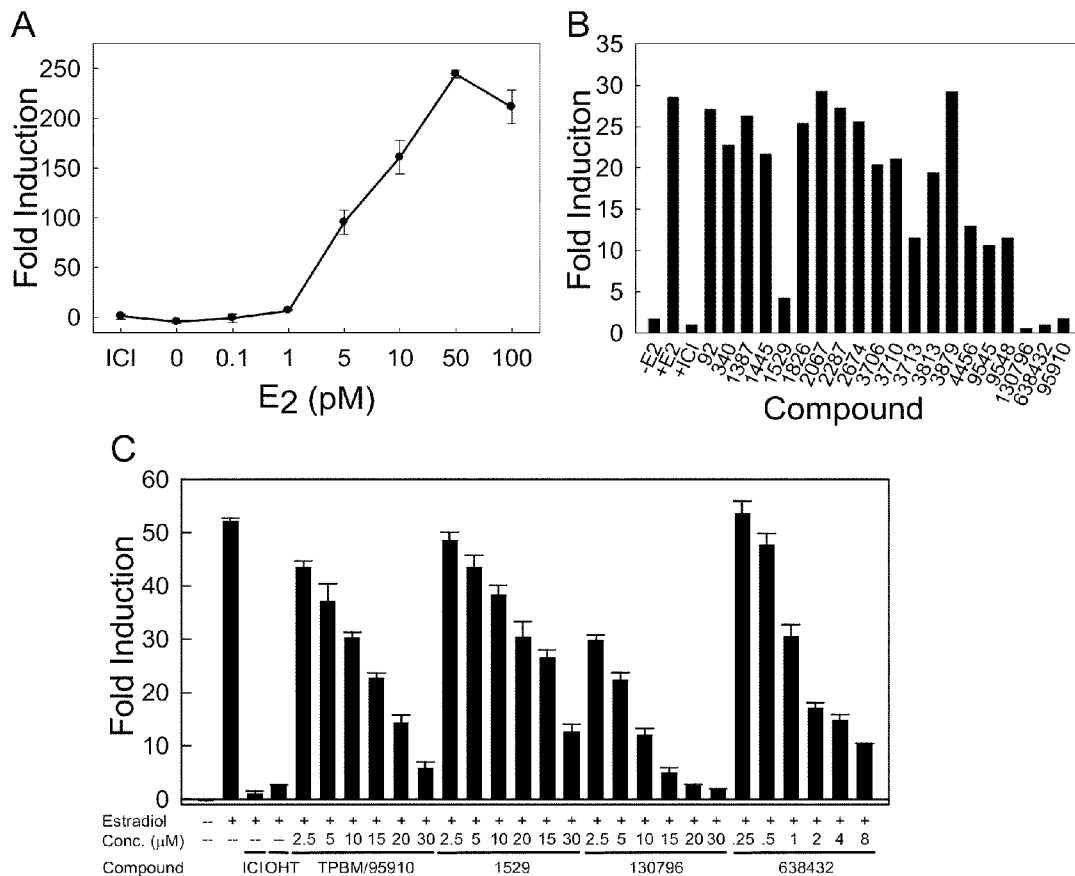 A
B
250
200
150
100
50
0
Fold Induction
ICI 0 0.1 1 5 10 50 100
E2 (pM)
35
30
25
20
15
10
5
0
Fold Induciton
-E2 +E2 +ICI 92 340 1387 1445 1529 1826 2067 2287 2674 3706 3710 3713 3813 3879 4456 9545 9548 130796 638432 95910
Compound
C
60
50
40
30
20
10
0
Fold Induction
Estradiol -- + + + + + + + + + + + + + + + + + + + + + + + + + + +
Conc. (μM) -- -- -- -- 2.5 5 10 15 20 30 2.5 5 10 20 15 30 2.5 5 10 15 20 30 .25 .5 1 2 4 8
Compound ICI OHT TPBM/95910 1529 130796 638432